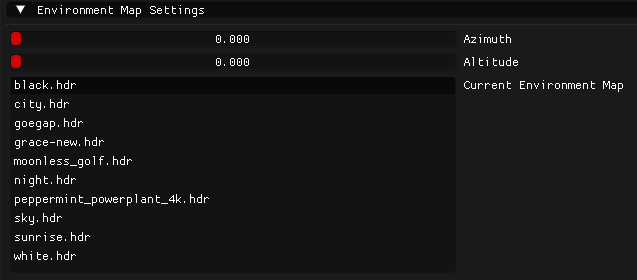 Environment Map Settings
0.000 Azimuth
0.000 Altitude
black.hdr Current Environment Map
city.hdr
goegap.hdr
grace-new.hdr
moonless_golf.hdr
night.hdr
peppermint_powerplant_4k.hdr
sky.hdr
sunrise.hdr
white.hdr